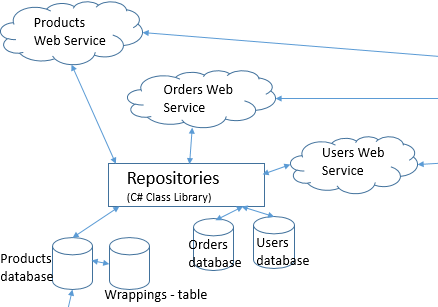 Products
Web Service
Orders Web
Service
Users Web
Service
Repositories
(C# Class Library)
Products
database
Orders
database
Users
database
Wrappings - table